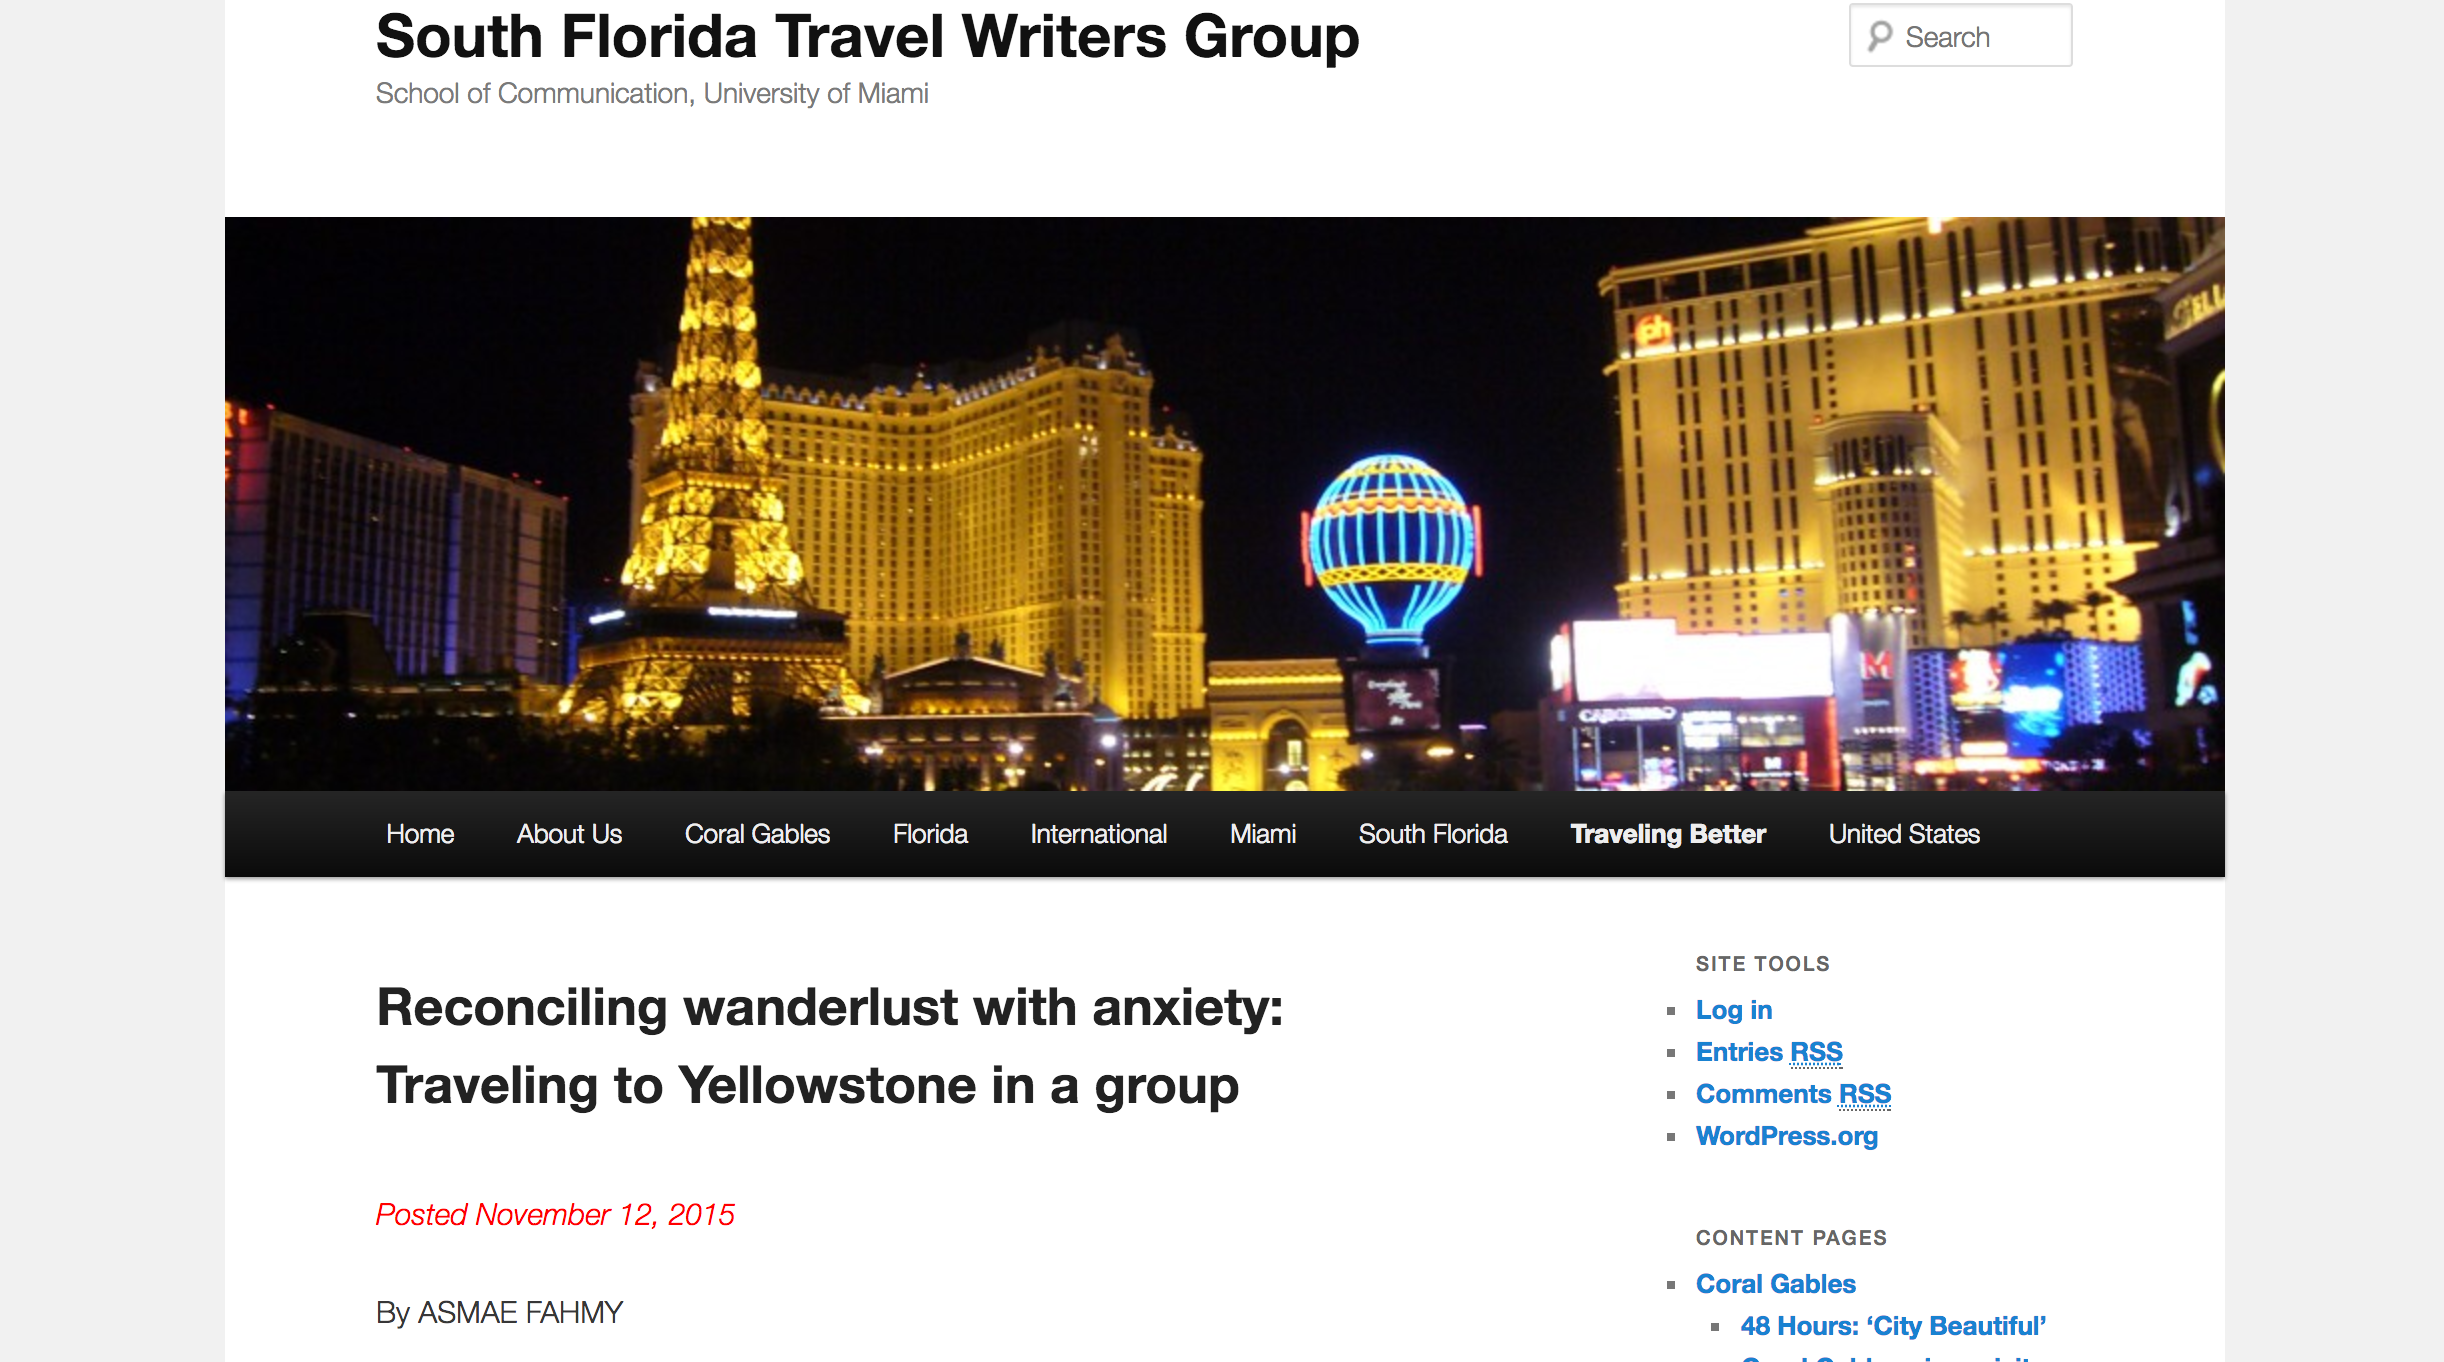 South Florida Travel Writers Group
Search
School of Communication, University of Miami
ph
M
Home About Us Coral Gables Florida International Miami South Florida Traveling Better United States
Reconciling wanderlust with anxiety:
Traveling to Yellowstone in a group
Posted November 12, 2015
By ASMAE FAHMY
SITE TOOLS
Log in
Entries RSS
Comments RSS
WordPress.org
CONTENT PAGES
Coral Gables
48 Hours: ‘City Beautiful’